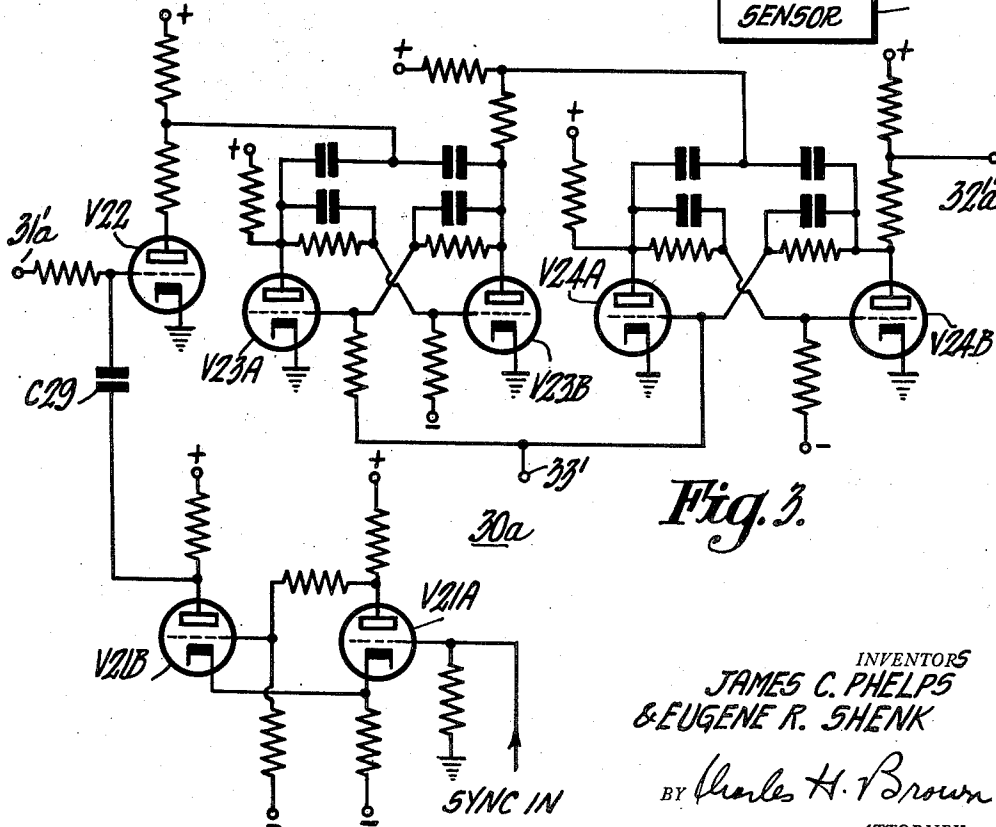 SENSOR
+
+
+
+
+
31'a
V22
V24A
32'a
V23A
V23B
V24B
C29
-
-
+
+
33'
30a
Fig. 3.
V21A
V21B
INVENTORS
JAMES C. PHELPS
& EUGENE R. SHENK
BY Charles H. Brown
SYNC IN
-
-
ATTORNEY